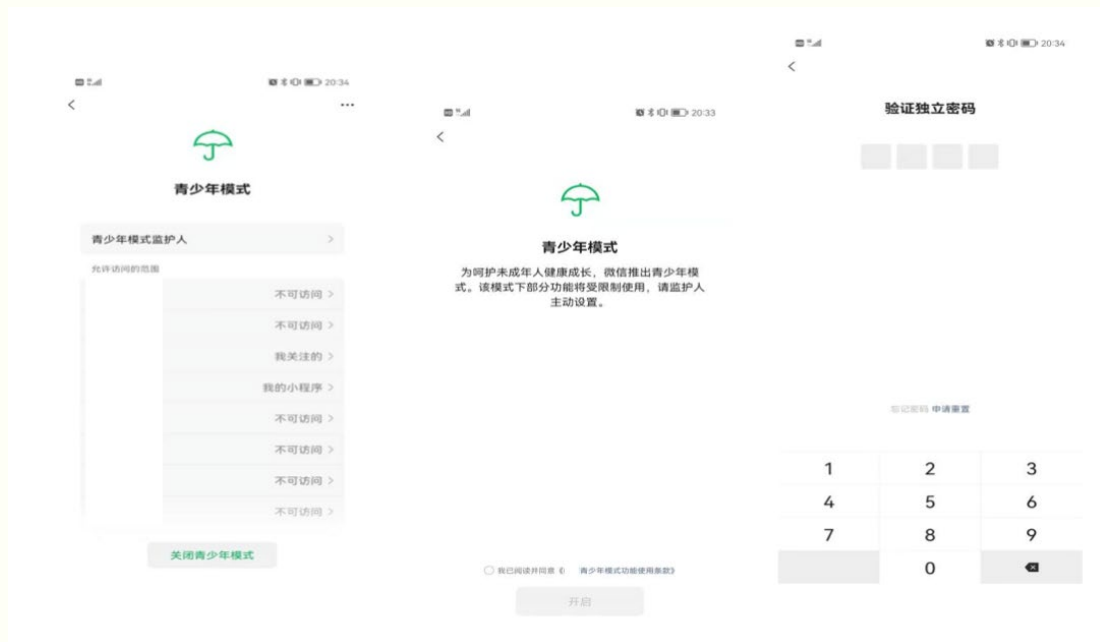 20:34
青少年模式
青少年模式监护人
允许访问的范围
不可访问
不可访问
我关注的
我的小程序
不可访问
不可访问
不可访问
不可访问
关闭青少年模式
20:33
青少年模式
为呵护未成年人健康成长，微信推出青少年模
式。该模式下部分功能将受限制使用，请监护人
主动设置。
我已阅读并同意《 青少年模式功能使用条款》
开启
20:34
验证独立密码
忘记密码 申请重置
1 2 3
4 5 6
7 8 9
0